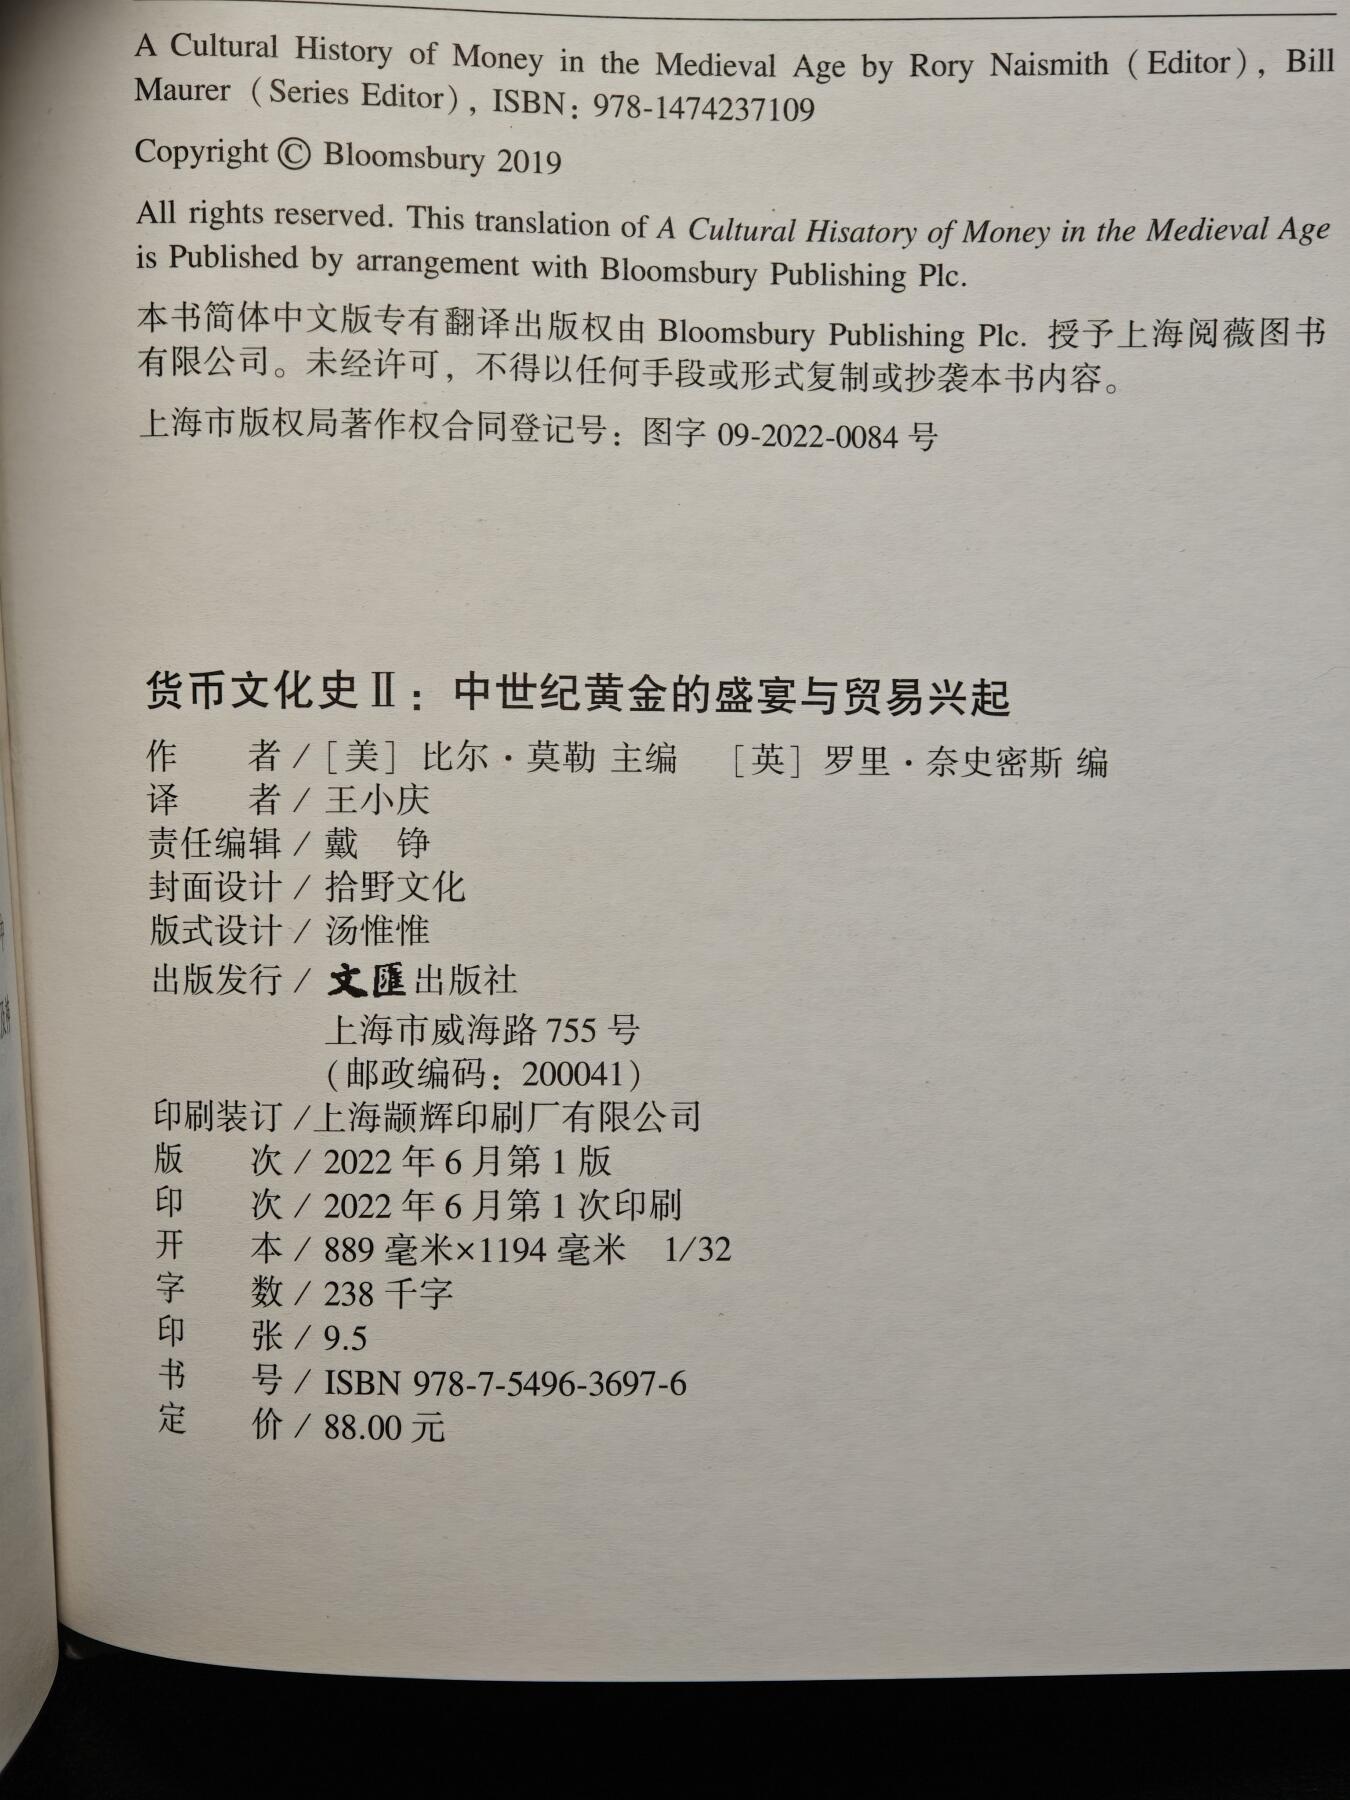 A Cultural History of Money in the Medieval Age by Rory Naismith（Editor）, Bill
Maurer（Series Editor）, ISBN：978-1474237109
Copyright © Bloomsbury 2019
All rights reserved. This translation of A Cultural Hisatory of Money in the Medieval Age
is Published by arrangement with Bloomsbury Publishing Plc.
本书简体中文版专有翻译出版权由 Bloomsbury Publishing Plc. 授予上海阅薇图书
有限公司。未经许可，不得以任何手段或形式复制或抄袭本书内容。
上海市版权局著作权合同登记号：图字 09-2022-0084 号
货币文化史Ⅱ：中世纪黄金的盛宴与贸易兴起
作 者 / ［美］ 比尔·莫勒 主编 ［英］ 罗里·奈史密斯 编
译 者 / 王小庆
责任编辑 / 戴 铮
封面设计 / 拾野文化
版式设计 / 汤惟惟
出版发行 / 文匯出版社
上海市威海路 755 号
（邮政编码：200041）
印刷装订 /上海颛辉印刷厂有限公司
版 次 / 2022 年 6 月第 1 版
印 次 / 2022 年 6 月第 1 次印刷
开 本 / 889 毫米×1194 毫米 1/32
字 数 / 238 千字
印 张 / 9.5
书 号 / ISBN 978-7-5496-3697-6
定 价 / 88.00 元